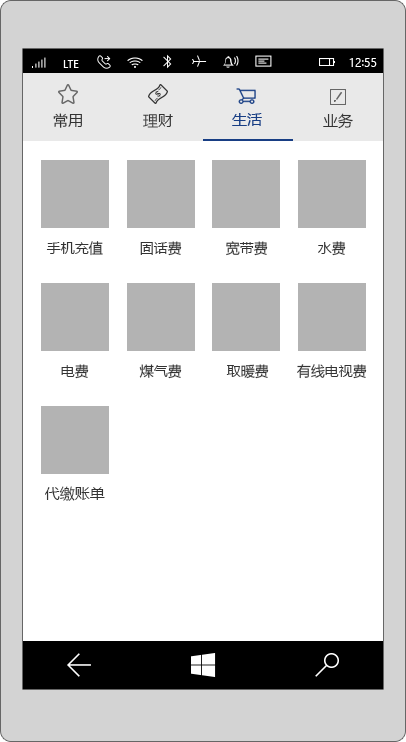 LTE 12:55
常用 理财 生活 业务
手机充值 固话费 宽带费 水费
电费 煤气费 取暖费 有线电视费
代缴账单